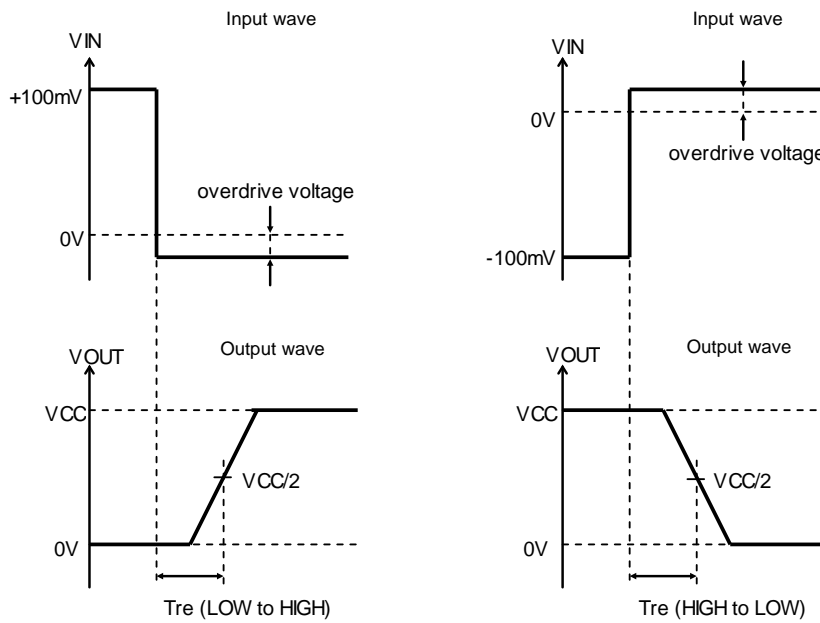 Input wave
VIN
+100mV
overdrive voltage
0V
Output wave
VOUT
VCC
VCC/2
0V
Tre (LOW to HIGH)
Input wave
VIN
0V
overdrive voltage
-100mV
Output wave
VOUT
VCC
VCC/2
0V
Tre (HIGH to LOW)